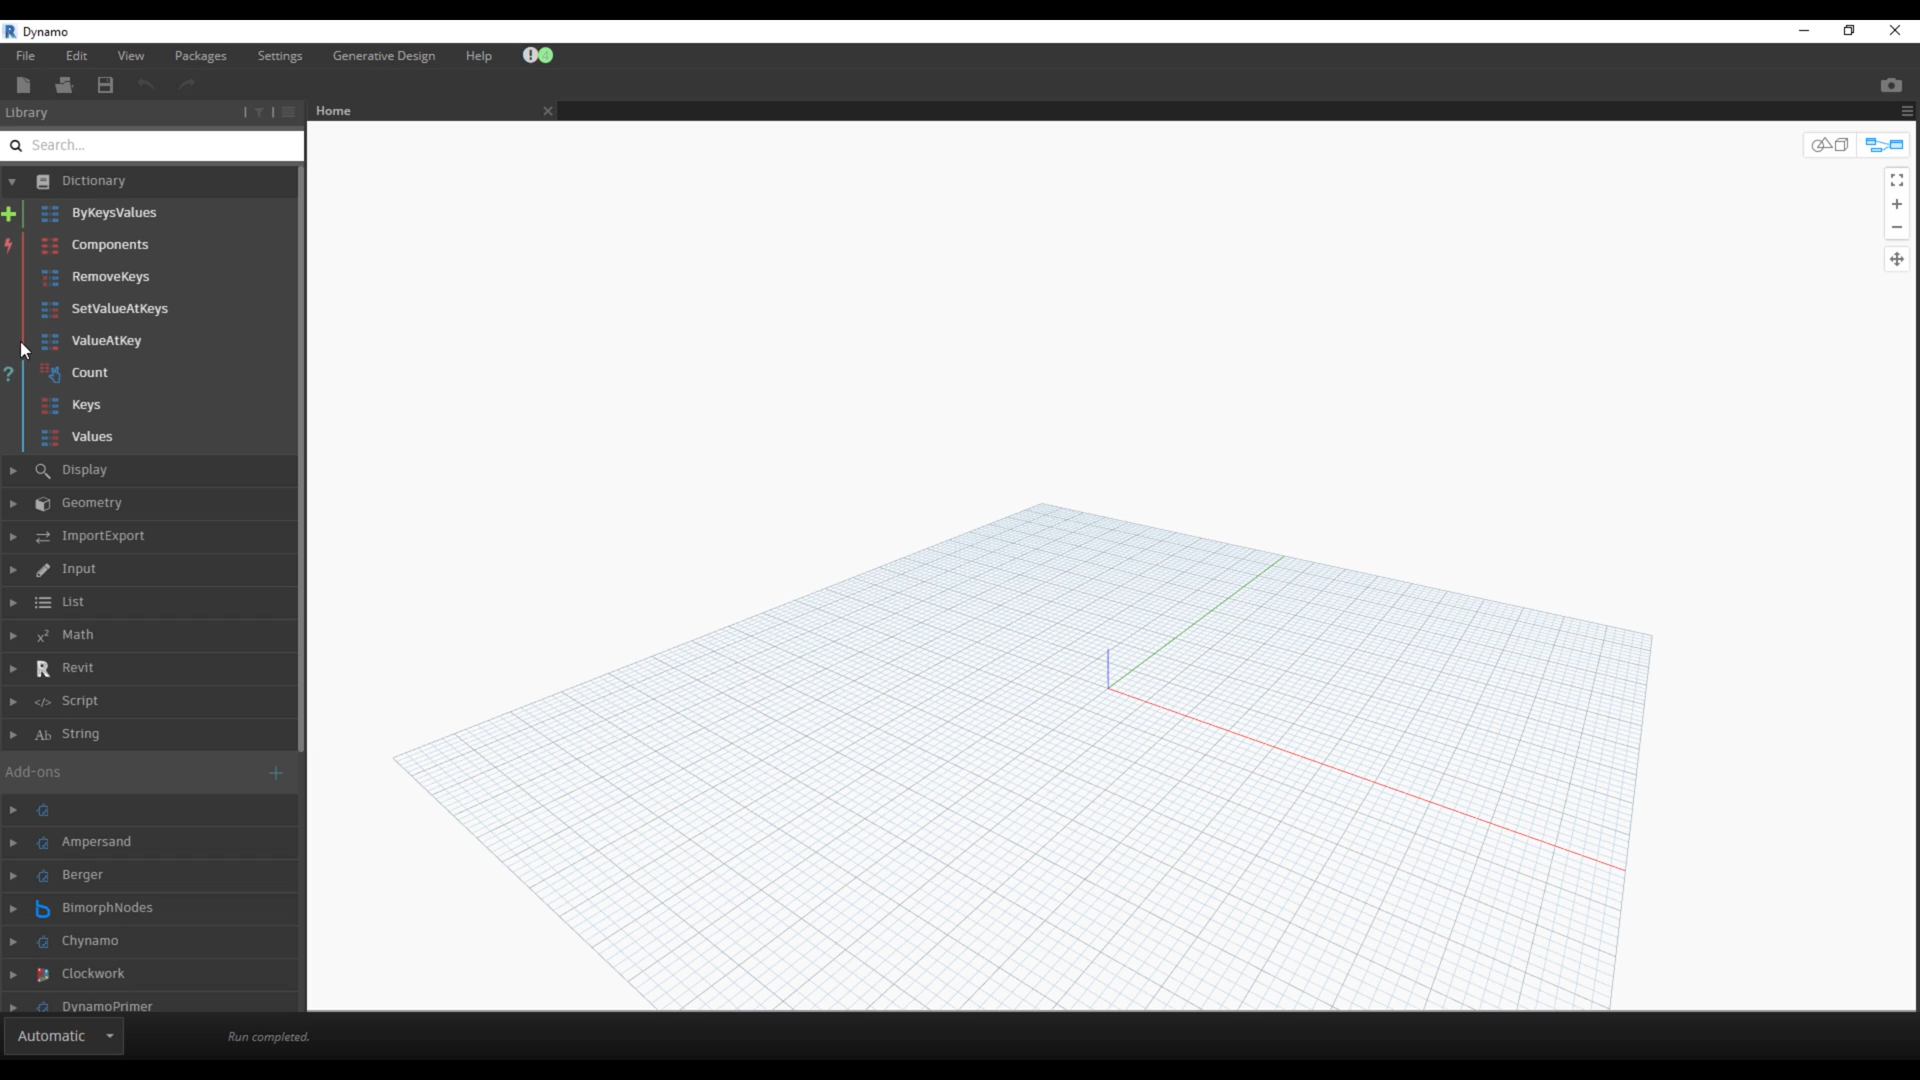 Dynamo
File Edit View Packages Settings Generative Design Help
Library
Home
Search...
Dictionary
ByKeysValues
Components
RemoveKeys
SetValueAtKeys
ValueAtKey
Count
Keys
Values
Display
Geometry
ImportExport
Input
List
Math
Revit
Script
String
Add-ons
Ampersand
Berger
BimorphNodes
Chynamo
Clockwork
DynamoPrimer
Automatic
Run completed.